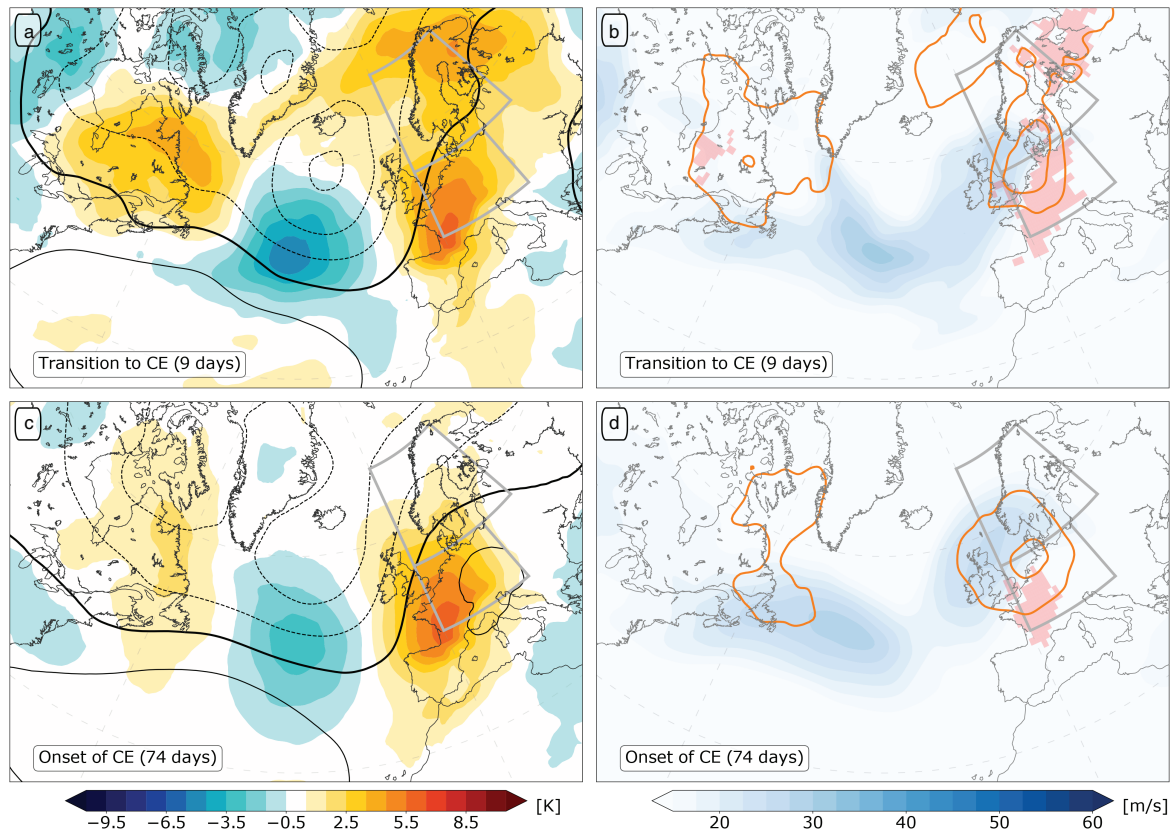 a
b
Transition to CE (9 days)
Transition to CE (9 days)
c
d
Onset of CE (74 days)
Onset of CE (74 days)
−9.5 −6.5 −3.5 −0.5 2.5 5.5 8.5 [K]
20 30 40 50 60 [m/s]